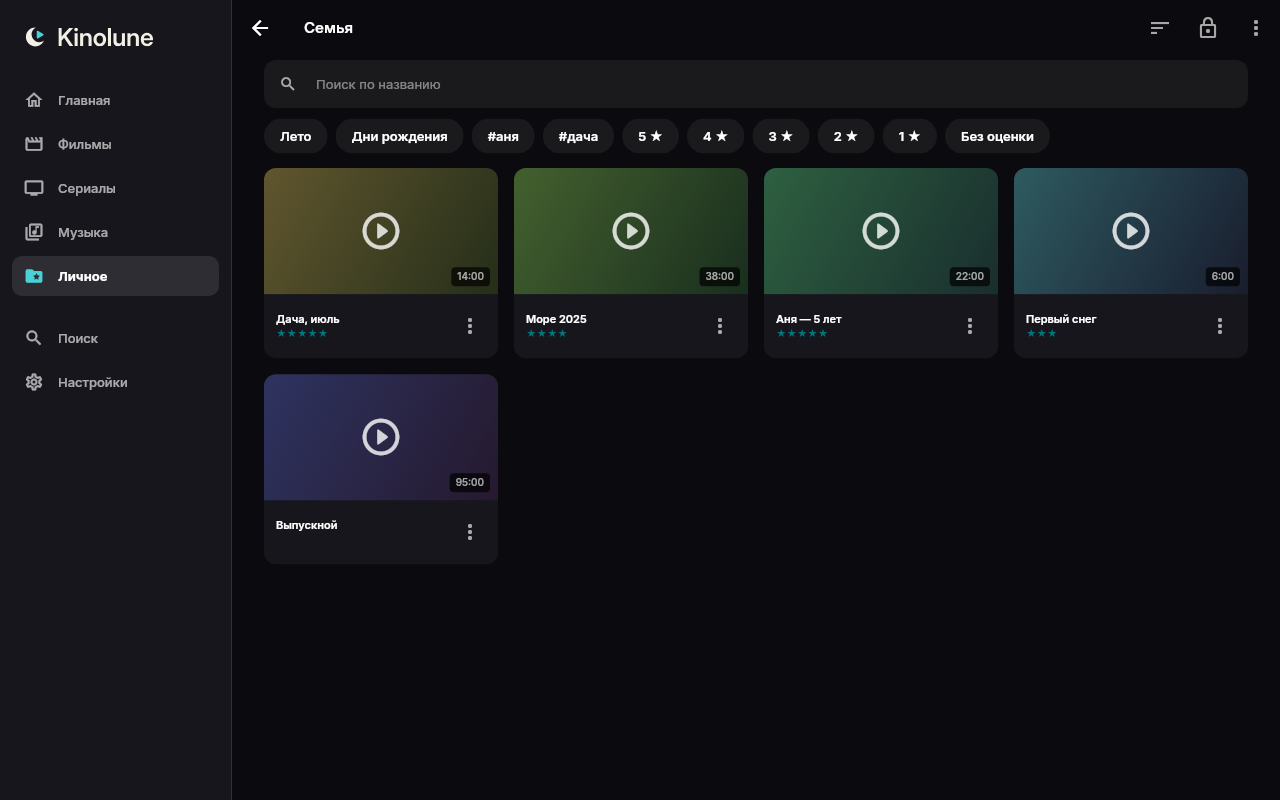 Kinolune
Семья
Главная
Фильмы
Сериалы
Музыка
Личное
Поиск
Настройки
Поиск по названию
Лето
Дни рождения
#аня
#дача
5 ★
4 ★
3 ★
2 ★
1 ★
Без оценки
14:00
38:00
22:00
6:00
Дача, июль
★★★★★
Море 2025
★★★★
Аня — 5 лет
★★★★★
Первый снег
★★★
95:00
Выпускной